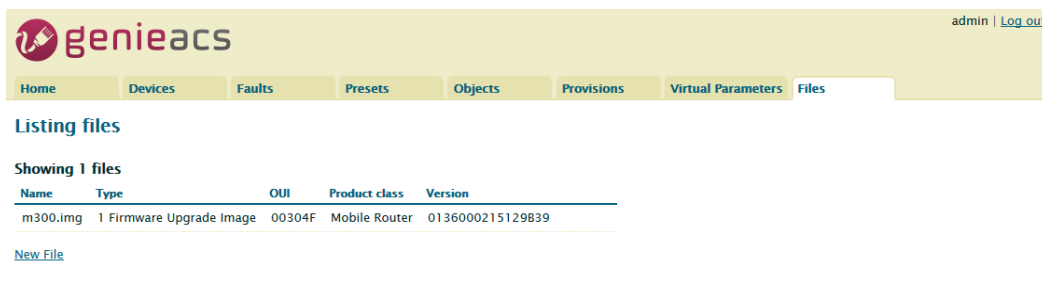 genieacs
admin | Log out
Home Devices Faults Presets Objects Provisions Virtual Parameters Files
Listing files
Showing 1 files
Name Type OUI Product class Version
m300.img 1 Firmware Upgrade Image 00304F Mobile Router 0136000215129B39
New File